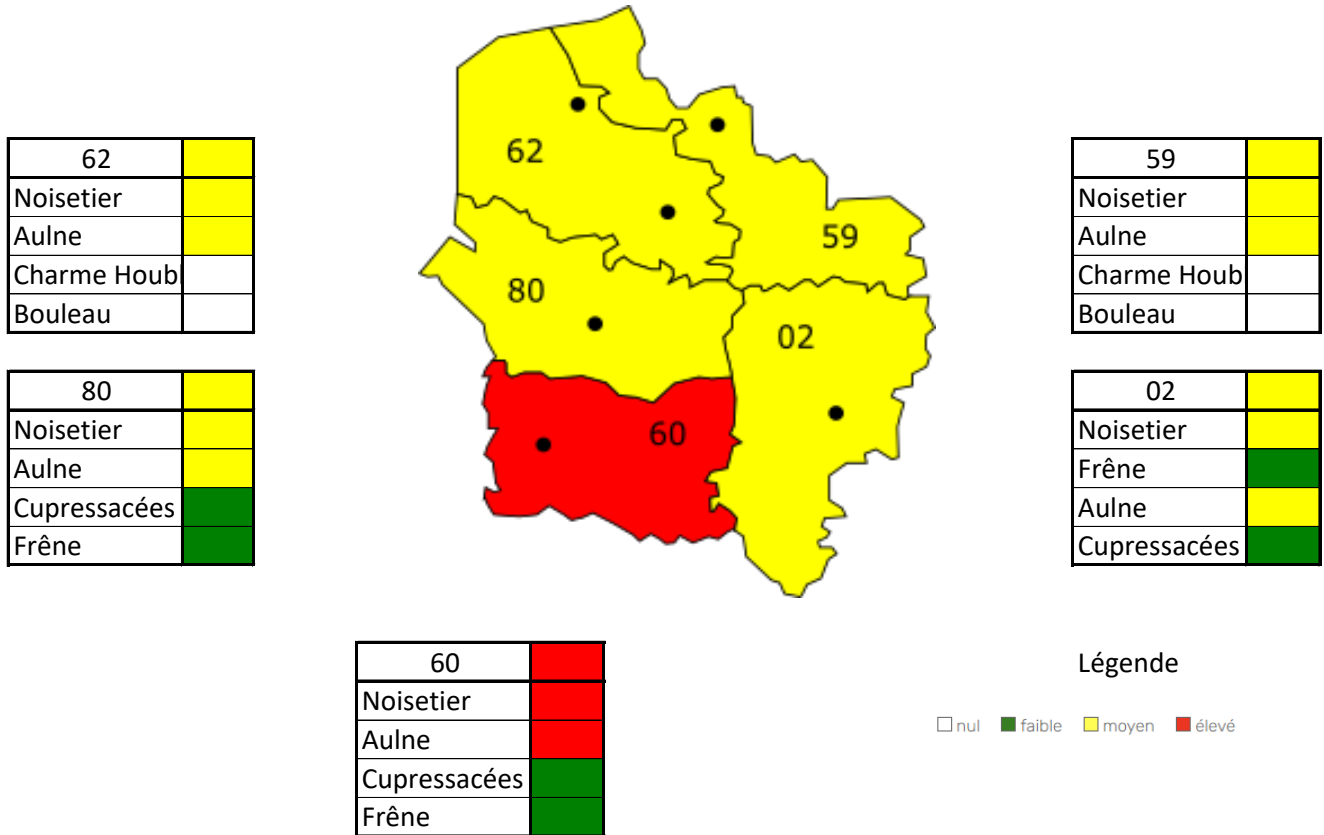 62
59
80
02
60
62
Noisetier
Aulne
Charme Houbl
Bouleau
59
Noisetier
Aulne
Charme Houb
Bouleau
80
Noisetier
Aulne
Cupressacées
Frêne
02
Noisetier
Frêne
Aulne
Cupressacées
60
Noisetier
Aulne
Cupressacées
Frêne
Légende
nul faible moyen élevé